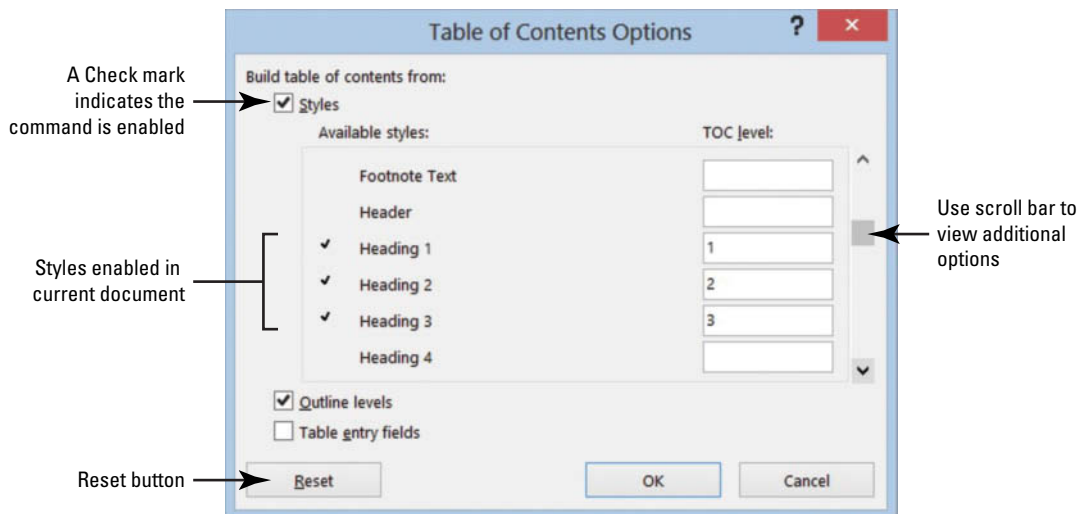 Table of Contents Options
?
A Check mark
indicates the
command is enabled
Build table of contents from:
Styles
Available styles:
TOC level:
Footnote Text
Header
Styles enabled in
current document
Heading 1
1
Heading 2
2
Heading 3
3
Heading 4
Use scroll bar to
view additional
options
Outline levels
Table entry fields
Reset button
Reset
OK
Cancel